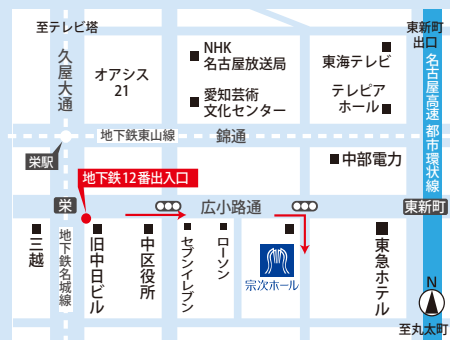 至テレビ塔
久屋大通
オアシス
21
NHK
名古屋放送局
愛知芸術
文化センター
東海テレビ
テレピア
ホール
東新町
出口
名古屋高速 都市環状線
地下鉄東山線
錦通
栄駅
中部電力
地下鉄12番出入口
栄
広小路通
東新町
三越
地下鉄名城線
旧中日ビル
中区役所
セブンイレブン
ローソン
宗次ホール
東急ホテル
N
至丸太町